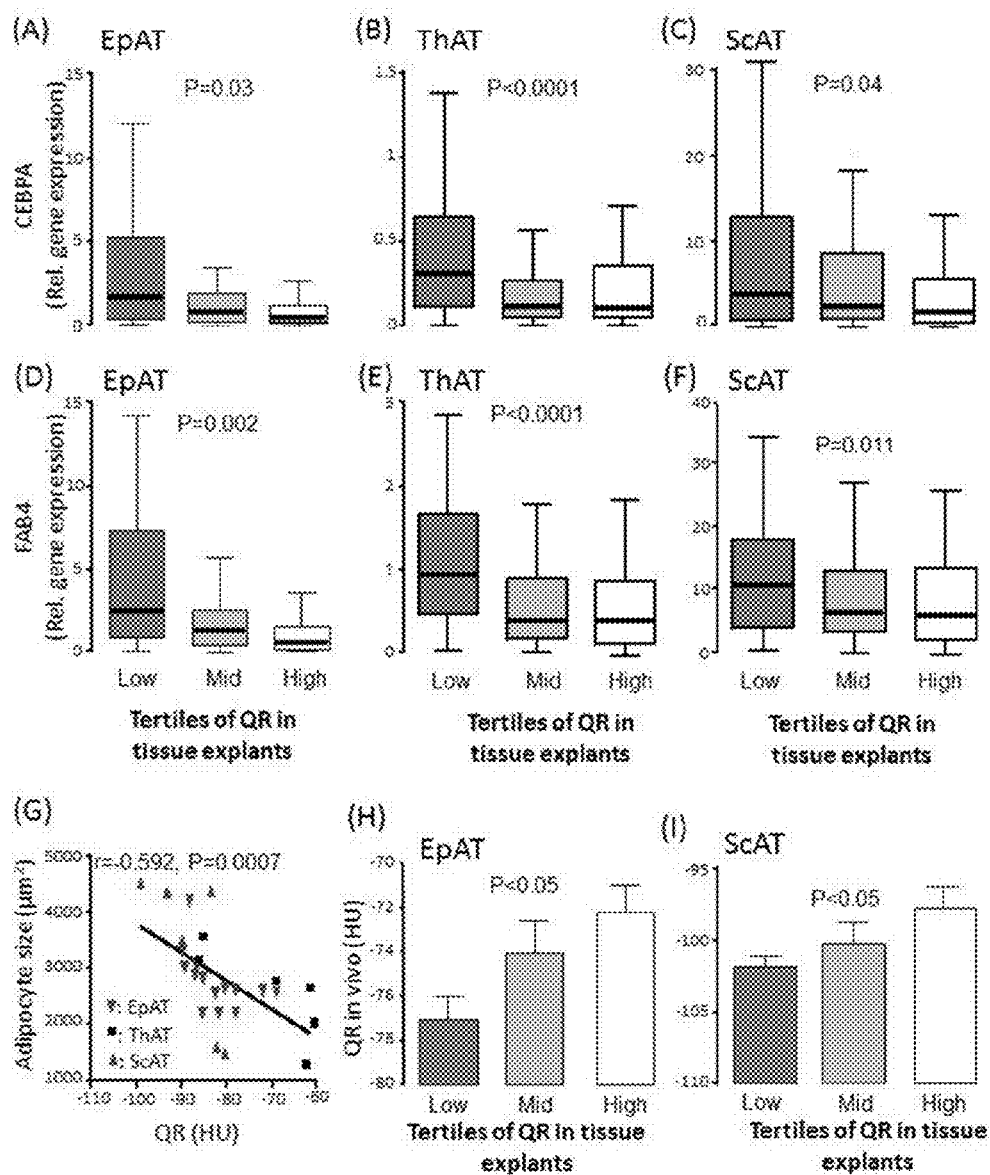 (A) EpAT
(B) ThAT
(C) ScAT
CEBPA
(Rel. gene expression)
15
10
5
0
P=0.03
1.5
1
0.5
0
P<0.0001
30
20
10
0
P=0.04
(D) EpAT
(E) ThAT
(F) ScAT
FAB4
(Rel. gene expression)
15
10
5
0
P=0.002
3
2
1
0
P<0.0001
40
30
20
10
0
P=0.011
Low Mid High
Low Mid High
Low Mid High
Tertiles of QR in
tissue explants
Tertiles of QR in
tissue explants
Tertiles of QR in
tissue explants
(G)
r=-0.592, P=0.0007
Adipocyte size
5000
4000
3000
2000
1000
: EpAT
: ThAT
: ScAT
-110 -100 -90 -80 -70 -60
QR (HU)
(H) EpAT
P<0.05
QR in vivo (HU)
-70
-72
-74
-76
-78
-80
Low Mid High
Tertiles of QR in tissue
explants
(I) ScAT
P<0.05
-95
-100
-105
-110
Low Mid High
Tertiles of QR in tissue
explants